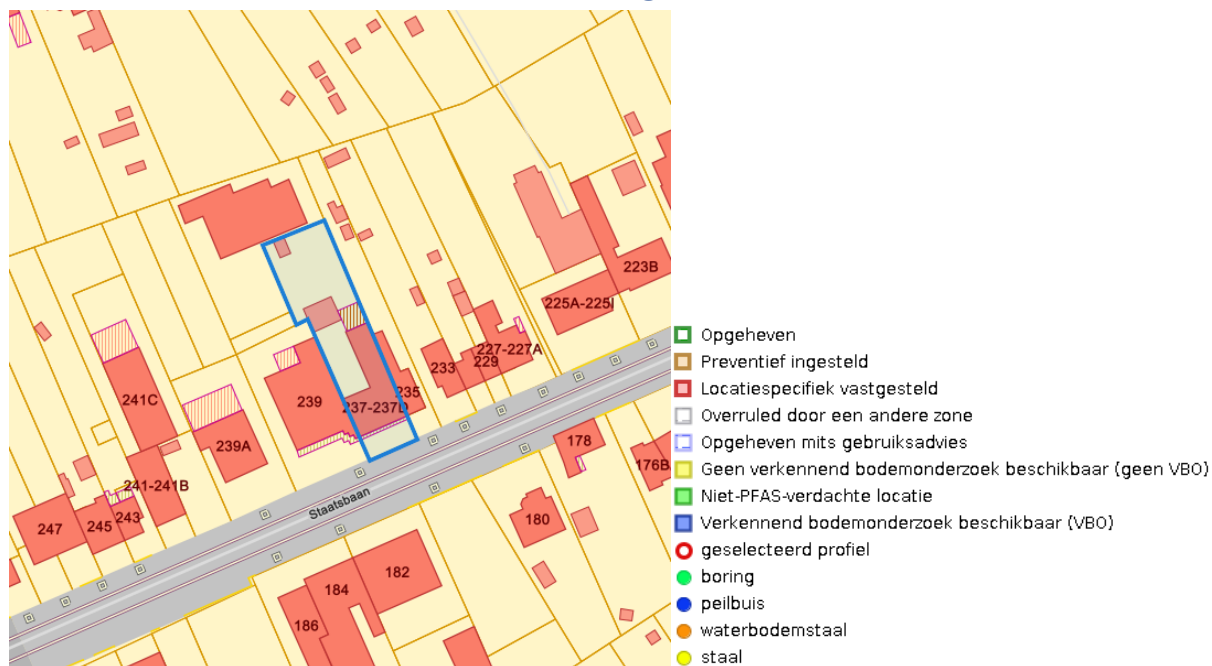 223B
225A-225I
227-227A
229
233
235
237-237D
239
241C
239A
241-241B
243
245
247
Staatsbaan
178
176B
180
182
184
186
Opgeheven
Preventief ingesteld
Locatiespecifiek vastgesteld
Overruled door een andere zone
Opgeheven mits gebruiksadvies
Geen verkennend bodemonderzoek beschikbaar (geen VBO)
Niet-PFAS-verdachte locatie
Verkennend bodemonderzoek beschikbaar (VBO)
geselecteerd profiel
boring
peilbuis
waterbodemstaal
staal